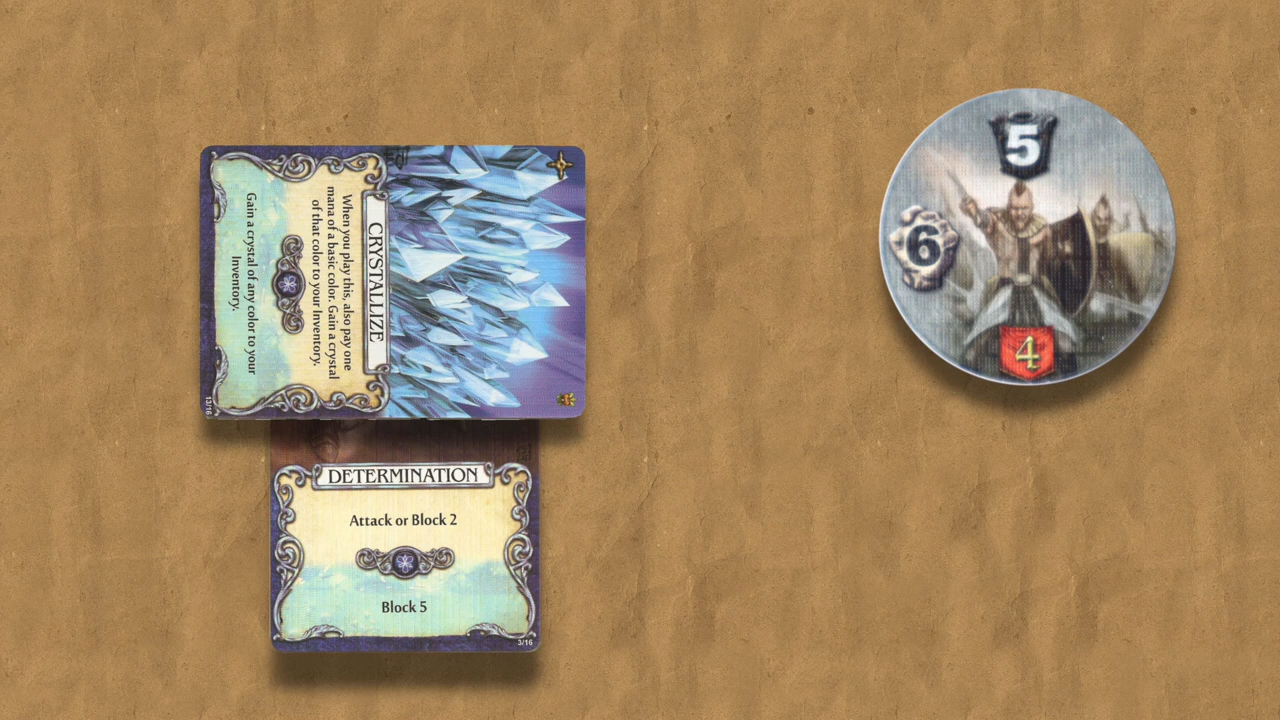 CRYSTALLIZE
When you play this, also pay one
mana of a basic color. Gain a crystal
of that color to your Inventory.
Gain a crystal of any color to your
Inventory.
13/16
DETERMINATION
Attack or Block 2
Block 5
3/16
5
6
4